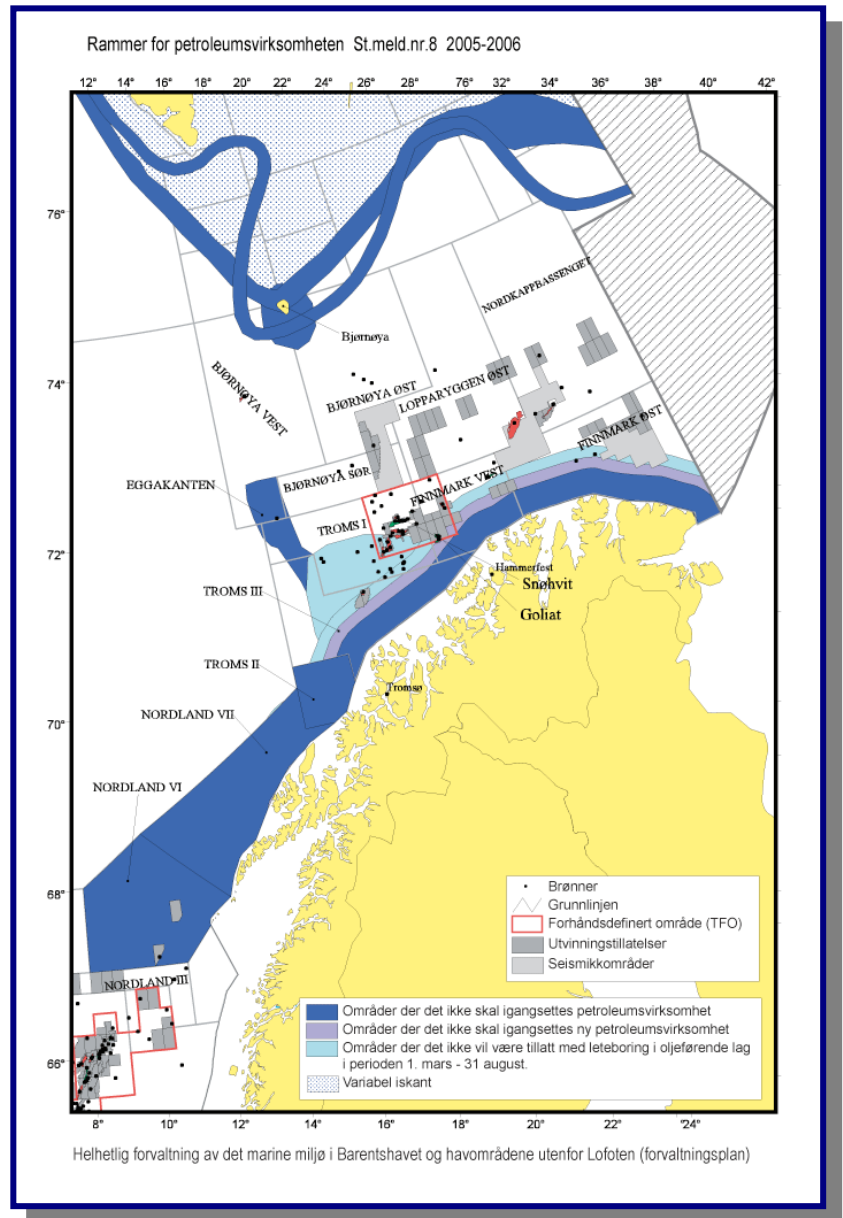 Rammer for petroleumsvirksomheten St.meld.nr.8 2005-2006
12° 14° 16° 20° 22° 24° 26° 28° 76° 32° 34° 36° 38° 40° 42°
76°
NORDKAPPBASSENGET
Bjørnøya
74°
BJØRNØYA VEST
BJØRNØYA ØST
LOPPARYGGEN ØST
FINNMARK ØST
EGGAKANTEN
BJØRNØYA SØR
FINNMARK VEST
TROMS I
72°
Hammerfest
Snøhvit
TROMS III
Goliat
TROMS II
Tromsø
NORDLAND VII
70°
NORDLAND VI
68°
Brønner
Grunnlinjen
Forhåndsdefinert område (TFO)
Utvinningstillatelser
Seismikkområder
NORDLAND III
Områder der det ikke skal igangsettes petroleumsvirksomhet
Områder der det ikke skal igangsettes ny petroleumsvirksomhet
Områder der det ikke vil være tillatt med leteboring i oljeførende lag
i perioden 1. mars - 31 august.
Variabel iskant
66°
8° 10° 12° 14° 16° 18° 20° 22° 24°
Helhetlig forvaltning av det marine miljø i Barentshavet og havområdene utenfor Lofoten (forvaltningsplan)